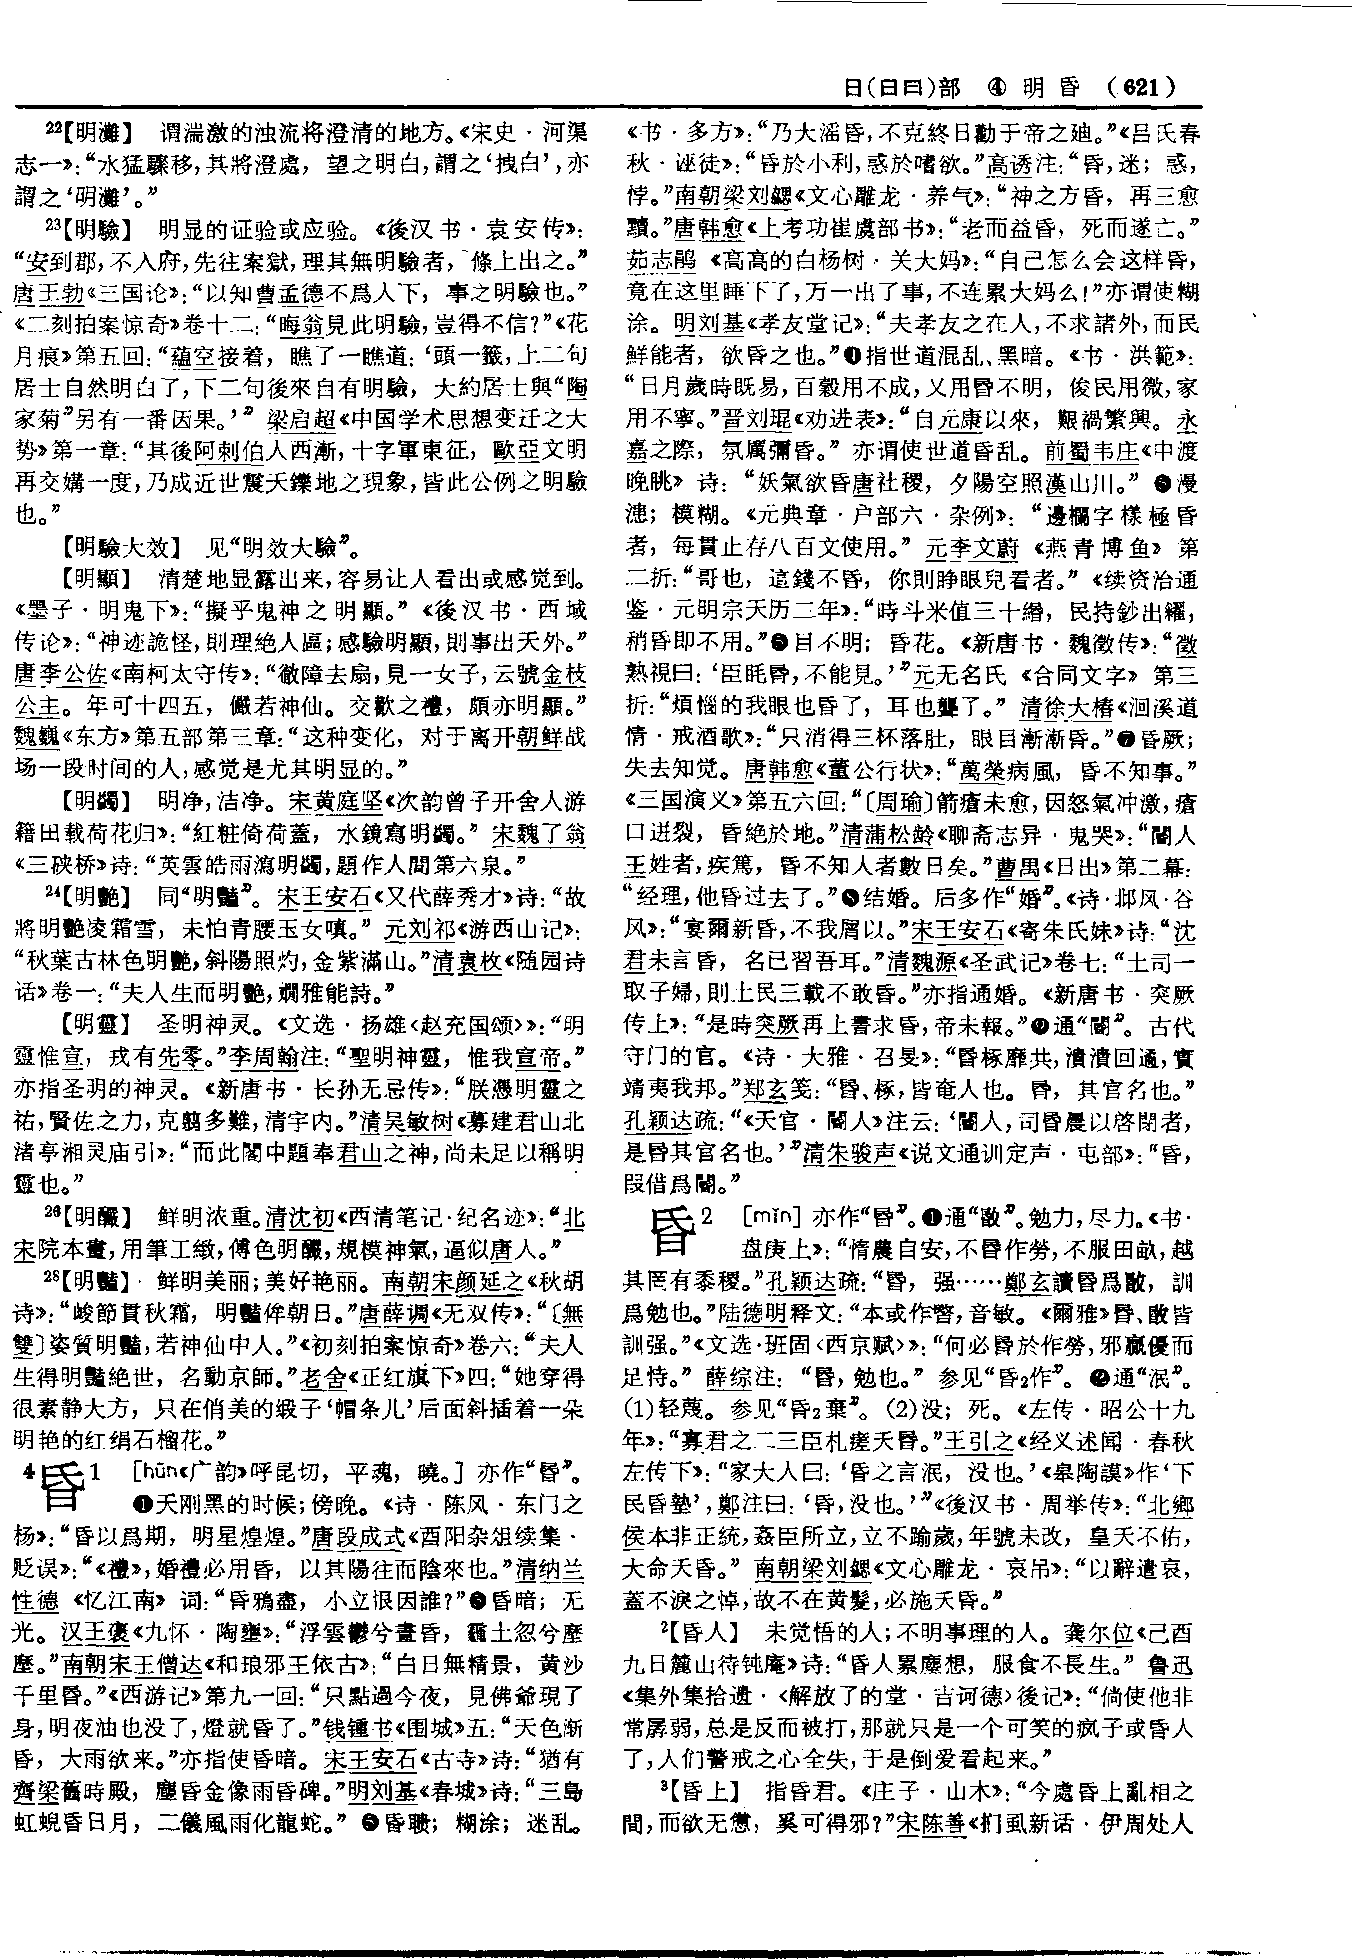 日(日曰)部 ④ 明昏 (621)
22【明灘】 谓湍激的浊流将澄清的地方。《宋史·河渠
志一》：“水猛驟移，其將澄處，望之明白，謂之‘拽白’，亦
謂之‘明灘’。”
23【明驗】 明显的证验或应验。《後汉书·袁安传》：
“安到郡，不入府，先往案獄，理其無明驗者，條上出之。”
唐王勃《三国论》：“以知曹孟德不爲人下，事之明驗也。”
《二刻拍案惊奇》卷十二：“晦翁見此明驗，豈得不信？”《花
月痕》第五回：“蕴空接着，瞧了一瞧道：‘頭一籤，上二句
居士自然明白了，下二句後來自有明驗，大約居士與“陶
家菊”另有一番因果。’” 梁启超《中国学术思想变迁之大
势》第一章：“其後阿剌伯人西漸，十字軍東征，歐亞文明
再交媾一度，乃成近世震天鑠地之現象，皆此公例之明驗
也。”
【明驗大效】 见“明效大驗”。
【明顯】 清楚地显露出来，容易让人看出或感觉到。
《墨子·明鬼下》：“擬乎鬼神之明顯。”《後汉书·西域
传论》：“神迹詭怪，則理絶人區；感驗明顯，則事出天外。”
唐李公佐《南柯太守传》：“徹障去扇，見一女子，云號金枝
公主。年可十四五，儼若神仙。交歡之禮，頗亦明顯。”
魏巍《东方》第五部第三章：“这种变化，对于离开朝鲜战
场一段时间的人，感觉是尤其明显的。”
【明蠲】 明净，洁净。宋黄庭坚《次韵曾子开舍人游
籍田载荷花归》：“紅粧倚荷蓋，水鏡寫明蠲。” 宋魏了翁
《三硖桥》诗：“英雲皓雨瀉明蠲，題作人間第六泉。”
24【明艷】 同“明豔”。宋王安石《又代薛秀才》诗：“故
將明艷凌霜雪，未怕青腰玉女嗔。” 元刘祁《游西山记》：
“秋葉古林色明艷，斜陽照灼，金紫滿山。”清袁枚《随园诗
话》卷一：“夫人生而明艷，嫻雅能詩。”
【明靈】 圣明神灵。《文选·扬雄〈赵充国颂〉》：“明
靈惟宣，戎有先零。”李周翰注：“聖明神靈，惟我宣帝。”
亦指圣明的神灵。《新唐书·长孙无忌传》：“朕憑明靈之
祐，賢佐之力，克翦多難，清宇内。”清吴敏树《募建君山北
渚亭湘灵庙引》：“而此閣中題奉君山之神，尚未足以稱明
靈也。”
26【明釅】 鲜明浓重。清沈初《西清笔记·纪名迹》：“北
宋院本畫，用筆工緻，傅色明釅，規模神氣，逼似唐人。”
28【明豔】 鲜明美丽；美好艳丽。南朝宋颜延之《秋胡
诗》：“峻節貫秋霜，明豔侔朝日。”唐薛调《无双传》：“〔無
雙〕姿質明豔，若神仙中人。”《初刻拍案惊奇》卷六：“夫人
生得明豔絶世，名動京師。”老舍《正红旗下》四：“她穿得
很素静大方，只在俏美的缎子‘帽条儿’后面斜插着一朵
明艳的红绢石榴花。”
4昏1 [hūn《广韵》呼昆切，平魂，曉。] 亦作“昬”。
❶天刚黑的时候；傍晚。《诗·陈风·东门之
杨》：“昏以爲期，明星煌煌。”唐段成式《酉阳杂俎续集·
贬误》：“《禮》，婚禮必用昏，以其陽往而陰來也。”清纳兰
性德《忆江南》词：“昏鴉盡，小立恨因誰？”❷昏暗；无
光。汉王褒《九怀·陶壅》：“浮雲鬱兮晝昏，霾土忽兮塺
塺。”南朝宋王僧达《和琅邪王依古》：“白日無精景，黄沙
千里昬。”《西游记》第九一回：“只點過今夜，見佛爺現了
身，明夜油也没了，燈就昏了。”钱锺书《围城》五：“天色渐
昏，大雨欲来。”亦指使昏暗。宋王安石《古寺》诗：“猶有
齊梁舊時殿，塵昏金像雨昏碑。”明刘基《春城》诗：“三島
虹蜺昏日月，二儀風雨化龍蛇。” ❸昏聩；糊涂；迷乱。
《书·多方》：“乃大滛昏，不克終日勸于帝之廸。”《吕氏春
秋·诬徒》：“昏於小利，惑於嗜欲。”高诱注：“昏，迷；惑，
悖。”南朝梁刘勰《文心雕龙·养气》：“神之方昏，再三愈
黷。”唐韩愈《上考功崔虞部书》：“老而益昏，死而遂亡。”
茹志鹃《高高的白杨树·关大妈》：“自己怎么会这样昏，
竟在这里睡下了，万一出了事，不连累大妈么！”亦谓使糊
涂。明刘基《孝友堂记》：“夫孝友之在人，不求諸外，而民
鮮能者，欲昏之也。”❹指世道混乱、黑暗。《书·洪範》：
“日月歲時既易，百穀用不成，乂用昬不明，俊民用微，家
用不寧。”晋刘琨《劝进表》：“自元康以來，艱禍繁興。永
嘉之際，氛厲彌昏。” 亦谓使世道昏乱。前蜀韦庄《中渡
晚眺》诗：“妖氣欲昏唐社稷，夕陽空照漢山川。” ❺漫
漶；模糊。《元典章·户部六·杂例》：“邊欄字樣極昏
者，每貫止存八百文使用。” 元李文蔚《燕青博鱼》第
二折：“哥也，這錢不昏，你則睁眼兒看者。”《续资治通
鉴·元明宗天历二年》：“時斗米值三十緡，民持鈔出糴，
稍昏即不用。”❻目不明；昏花。《新唐书·魏徵传》：“徵
熟視曰：‘臣眊昬，不能見。’”元无名氏《合同文字》第三
折：“煩惱的我眼也昏了，耳也聾了。” 清徐大椿《洄溪道
情·戒酒歌》：“只消得三杯落肚，眼目漸漸昏。”❼昏厥；
失去知觉。唐韩愈《董公行状》：“萬榮病風，昏不知事。”
《三国演义》第五六回：“〔周瑜〕箭瘡未愈，因怒氣冲激，瘡
口迸裂，昏絶於地。”清蒲松龄《聊斋志异·鬼哭》：“閽人
王姓者，疾篤，昏不知人者數日矣。”曹禺《日出》第二幕：
“经理，他昏过去了。”❽结婚。后多作“婚”。《诗·邶风·谷
风》：“宴爾新昏，不我屑以。”宋王安石《寄朱氏妹》诗：“沈
君未言昏，名已習吾耳。”清魏源《圣武记》卷七：“土司一
取子婦，則土民三載不敢昏。”亦指通婚。《新唐书·突厥
传上》：“是時突厥再上書求昏，帝未報。”❾通“閽”。古代
守门的官。《诗·大雅·召旻》：“昏椓靡共，潰潰回遹，實
靖夷我邦。”郑玄笺：“昬、椓，皆奄人也。昬，其官名也。”
孔颖达疏：“《天官·閽人》注云：‘閽人，司昏晨以啓閉者，
是昬其官名也。’”清朱骏声《说文通训定声·屯部》：“昏，
叚借爲閽。”
昏2 [mǐn] 亦作“昬”。❶通“敃”。勉力，尽力。《书·
盘庚上》：“惰農自安，不昬作勞，不服田畝，越
其罔有黍稷。”孔颖达疏：“昬，强……鄭玄讀昬爲敃，訓
爲勉也。”陆德明释文：“本或作暋，音敏。《爾雅》昬、敃皆
訓强。”《文选·班固〈西京赋〉》：“何必昬於作勞，邪贏優而
足恃。” 薛综注：“昬，勉也。” 参见“昏₂作”。 ❷通“泯”。
(1)轻蔑。参见“昏₂棄”。(2)没；死。《左传·昭公十九
年》：“寡君之二三臣札瘥夭昬。”王引之《经义述闻·春秋
左传下》：“家大人曰：‘昏之言泯，没也。’《皋陶謨》作‘下
民昏墊’，鄭注曰：‘昏，没也。’”《後汉书·周举传》：“北鄉
侯本非正統，姦臣所立，立不踰歲，年號未改，皇天不佑，
大命夭昏。” 南朝梁刘勰《文心雕龙·哀吊》：“以辭遣哀，
蓋不淚之悼，故不在黄髮，必施夭昏。”
2【昏人】 未觉悟的人；不明事理的人。龚尔位《己酉
九日麓山待钝庵》诗：“昏人累塵想，服食不長生。” 鲁迅
《集外集拾遗·〈解放了的堂·吉诃德〉後记》：“倘使他非
常孱弱，总是反而被打，那就只是一个可笑的疯子或昏人
了，人们警戒之心全失，于是倒爱看起来。”
3【昏上】 指昏君。《庄子·山木》：“今處昏上亂相之
間，而欲无憊，奚可得邪？”宋陈善《扪虱新话·伊周处人